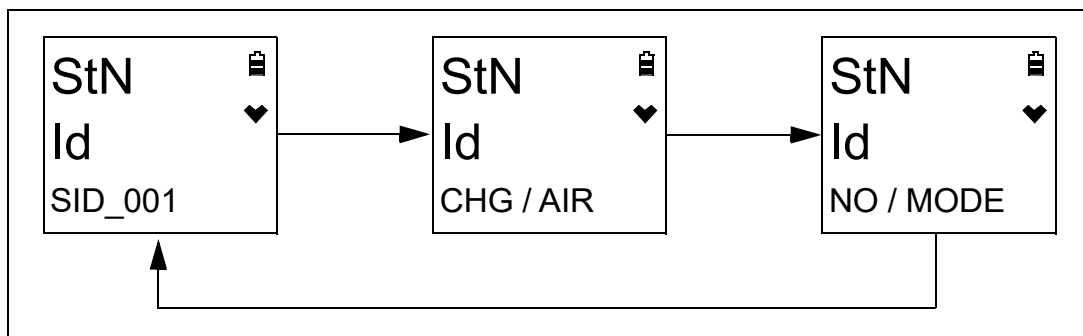 StN
Id
SID_001
StN
Id
CHG / AIR
StN
Id
NO / MODE